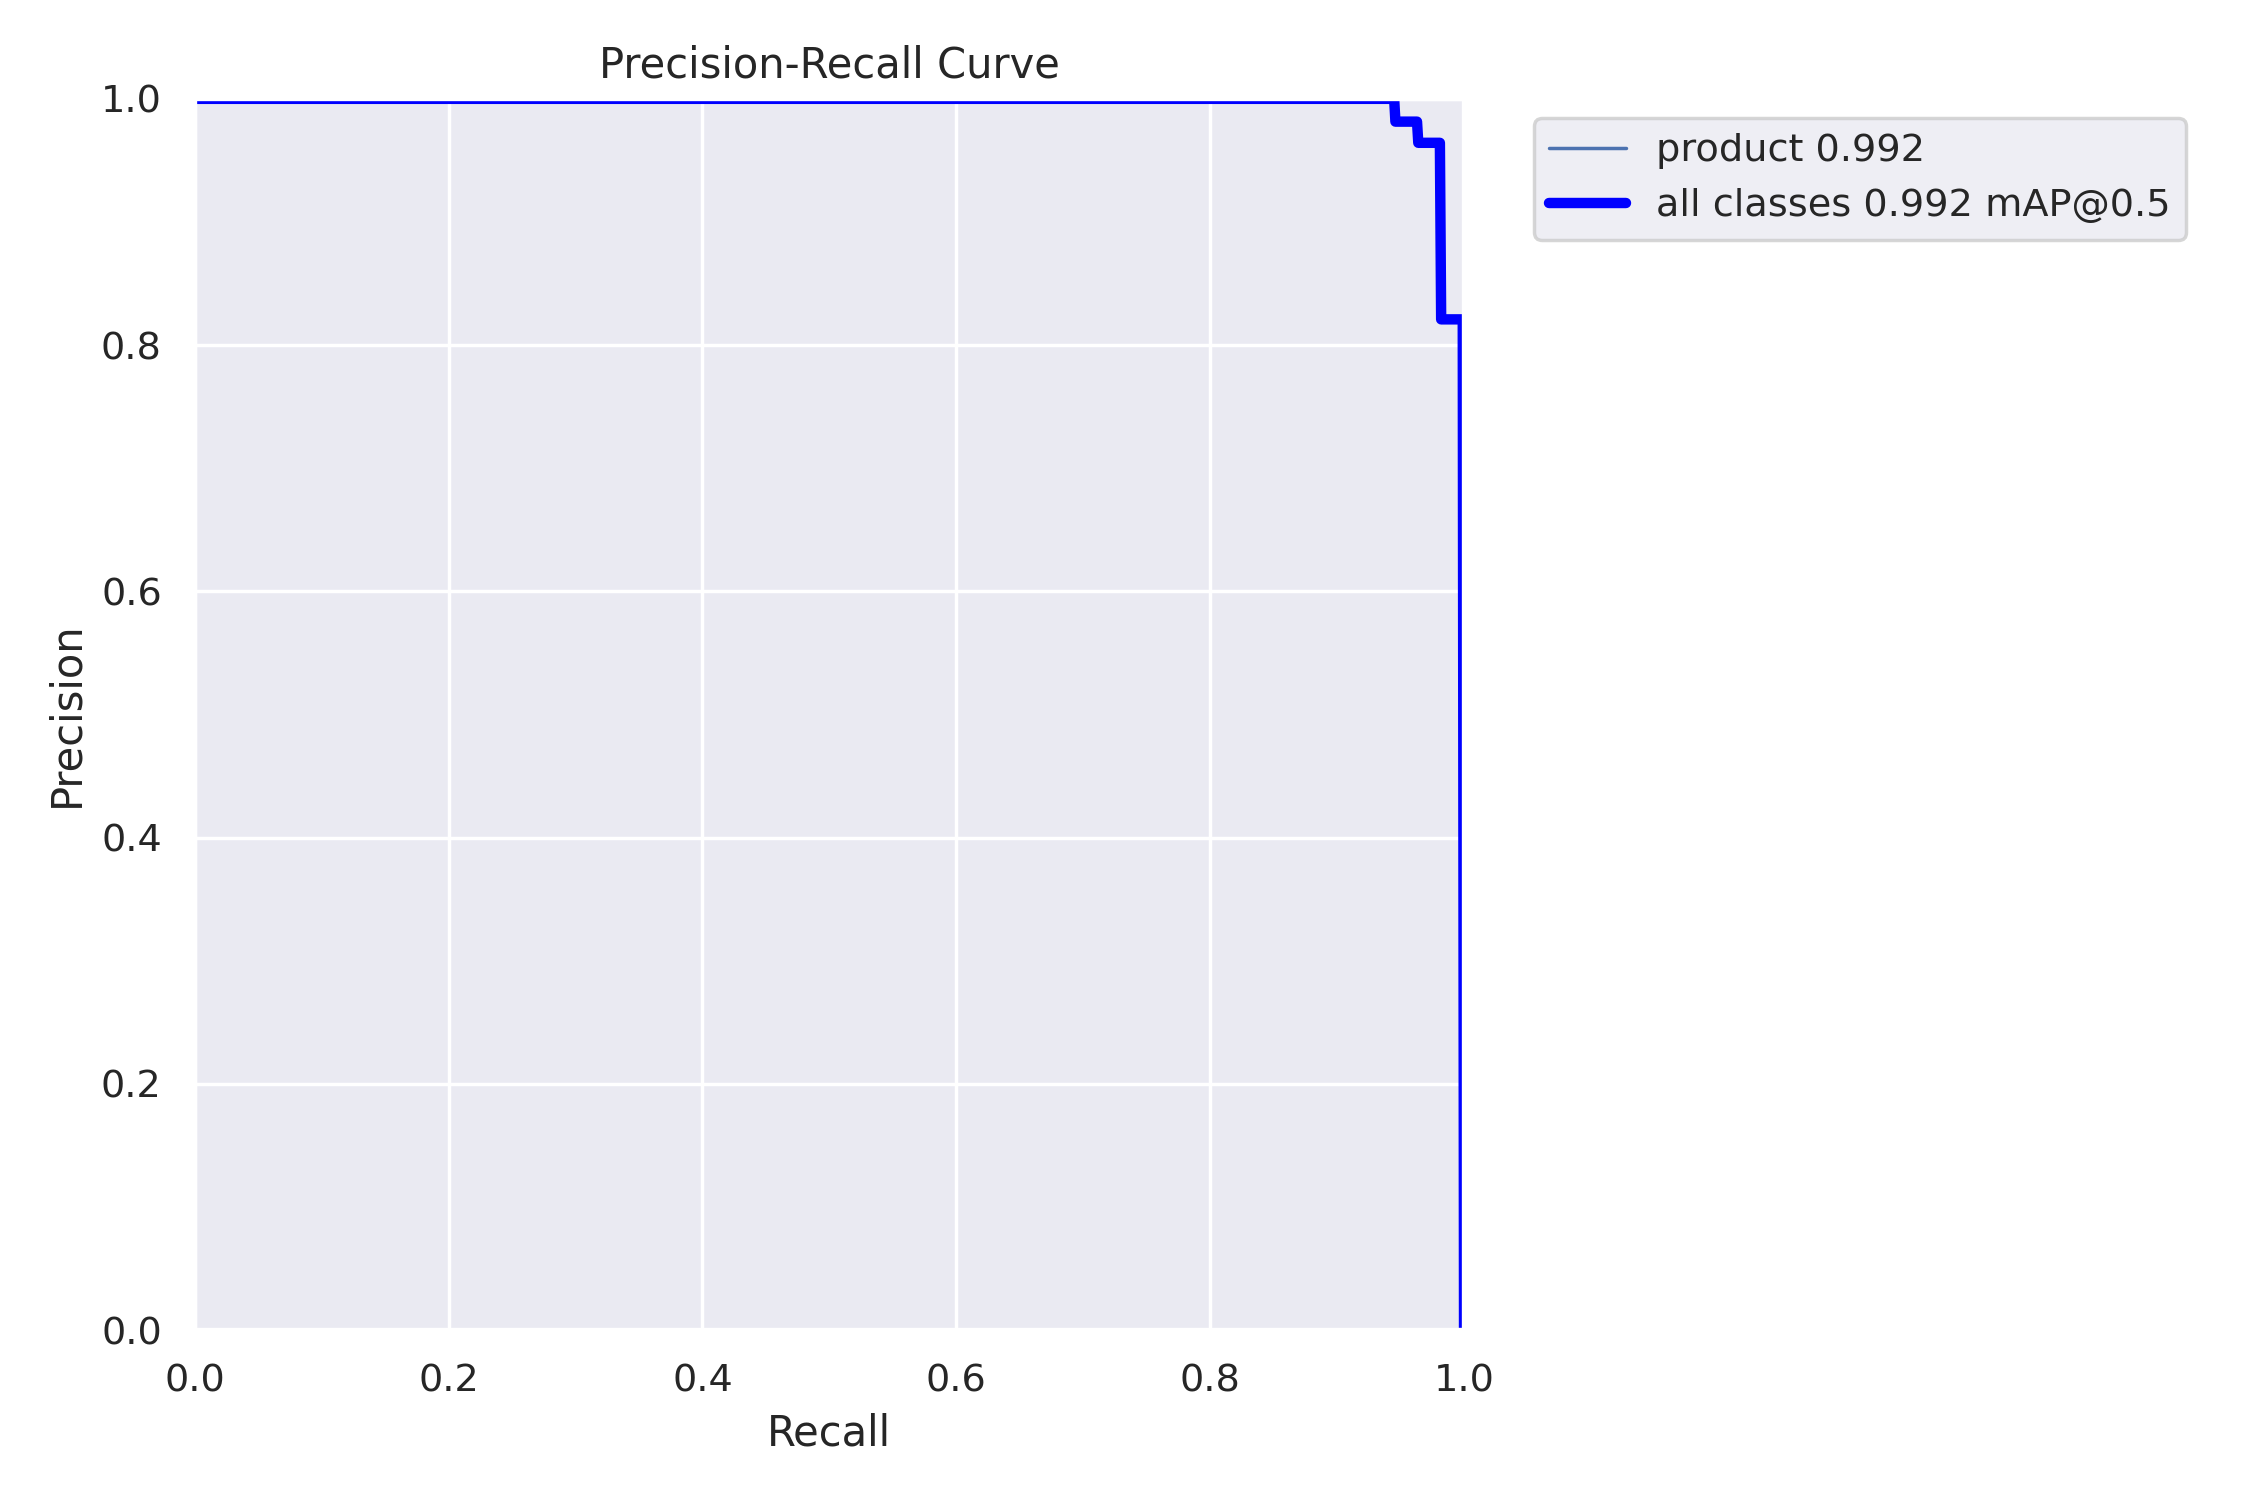 Precision-Recall Curve
1.0
0.8
0.6
0.4
0.2
0.0
Precision
0.0 0.2 0.4 0.6 0.8 1.0
Recall
product 0.992
all classes 0.992 mAP@0.5